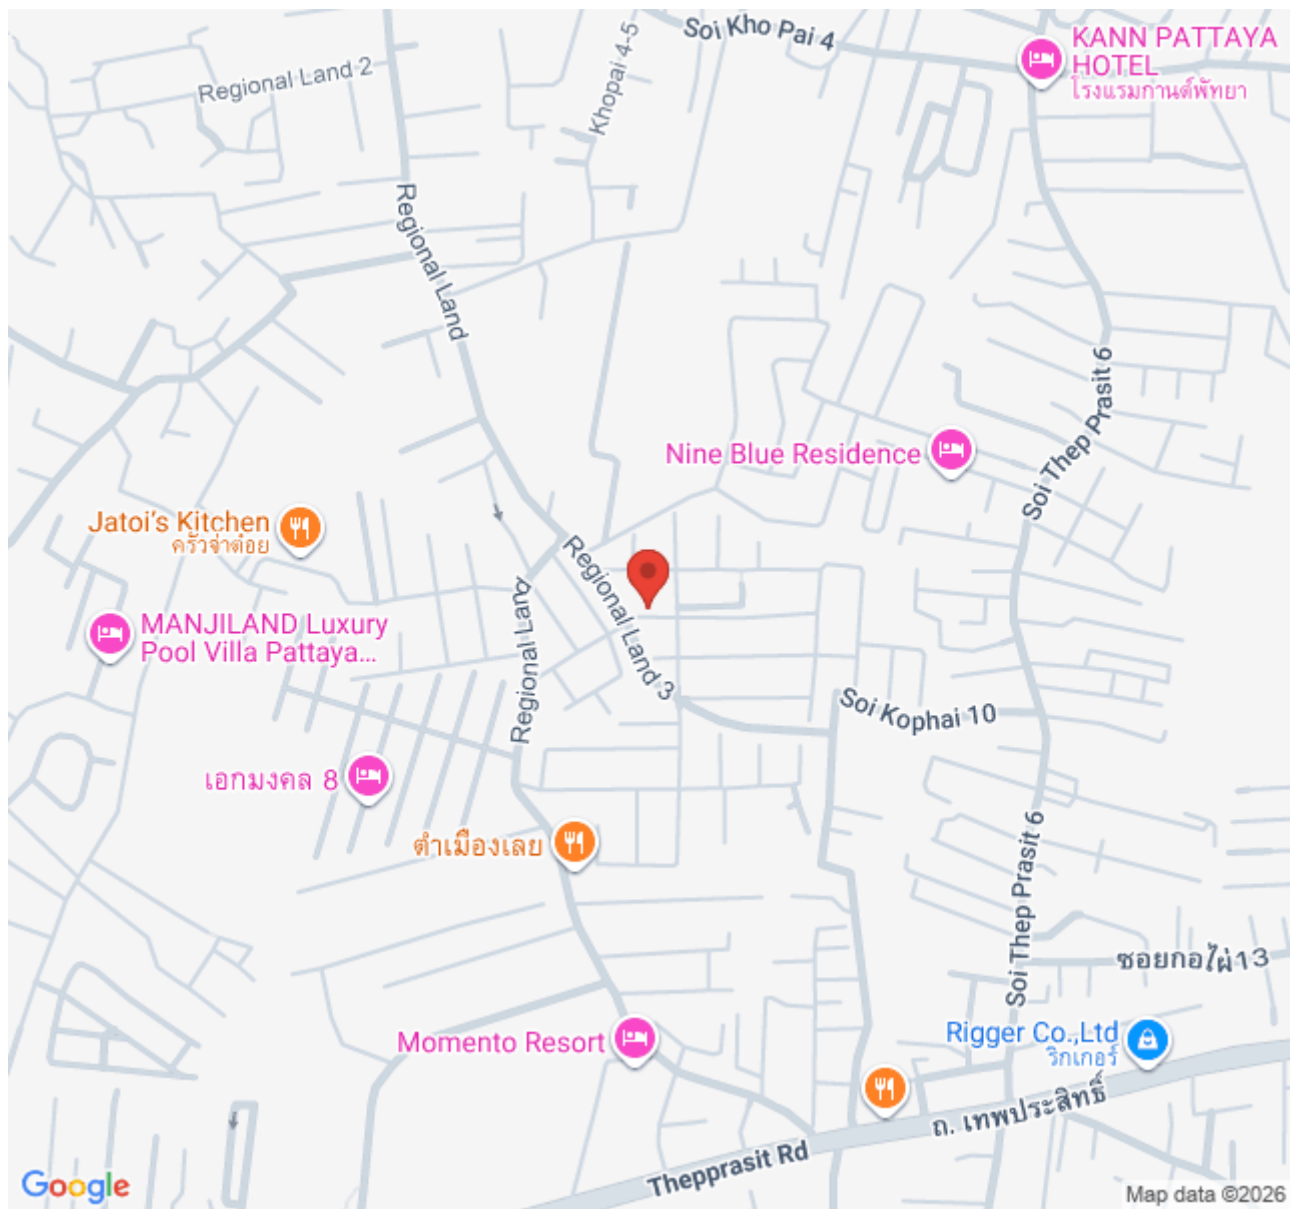 Soi Kho Pai 4
KANN PATTAYA
HOTEL
โรงแรมกานต์พัทยา
Regional Land 2
Khopai 4-5
Regional Land
Soi Thep Prasit 6
Nine Blue Residence
Jatoi's Kitchen
ครัวจ่าต๋อย
Regional Land 3
Regional Land
MANJILAND Luxury
Pool Villa Pattaya...
Soi Kophai 10
เอกมงคล 8
ตำเมืองเลย
Soi Thep Prasit 6
ซอยกอไผ่13
Momento Resort
Rigger Co.,Ltd
ริกเกอร์
ถ. เทพประสิทธิ์
Thepprasit Rd
Google
Map data ©2026